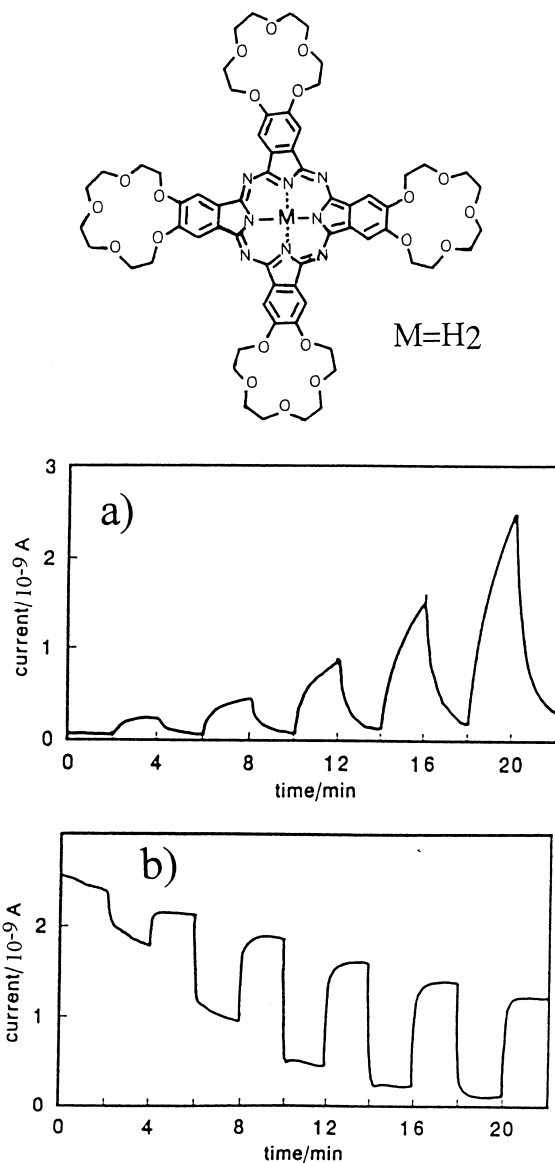 O O O
O O
O O
N N N
O O N O O
O O N M N O O
O O N O O
N N N
O O
O O
O
M=H2
3
a)
2
current/10-9 A
1
0
0 4 8 12 16 20
time/min
b)
2
current/10-9 A
1
0
0 4 8 12 16 20
time/min